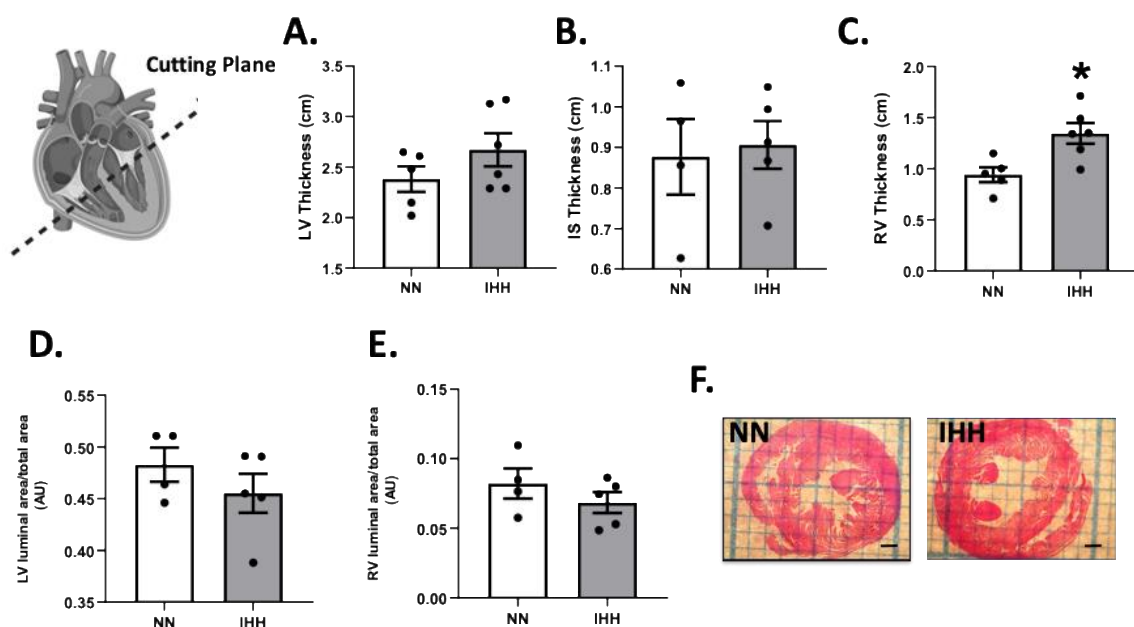 Cutting Plane
A.
LV Thickness (cm)
3.5
3.0
2.5
2.0
1.5
NN
IHH
B.
IS Thickness (cm)
1.1
1.0
0.9
0.8
0.7
0.6
NN
IHH
C.
RV Thickness (cm)
2.0
1.5
1.0
0.5
0.0
*
NN
IHH
D.
LV luminal area/total area
(AU)
0.55
0.50
0.45
0.40
0.35
NN
IHH
E.
RV luminal area/total area
(AU)
0.15
0.10
0.05
0.00
NN
IHH
F.
NN
IHH